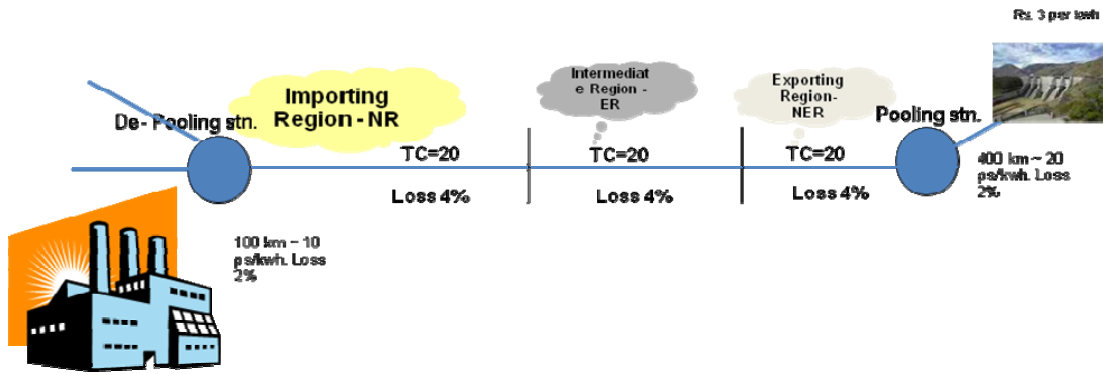 Rs. 3 per kwh
Importing
Region - NR
Intermediat
e Region -
ER
Exporting
Region-
NER
De- Pooling stn.
Pooling stn.
TC=20
TC=20
TC=20
Loss 4%
Loss 4%
Loss 4%
400 km ~ 20
ps/kwh. Loss
2%
100 km ~ 10
ps/kwh. Loss
2%